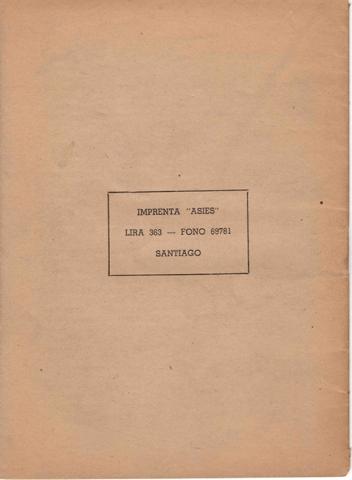 IMPRENTA "ASIES"
LIRA 363 — FONO 69781
SANTIAGO